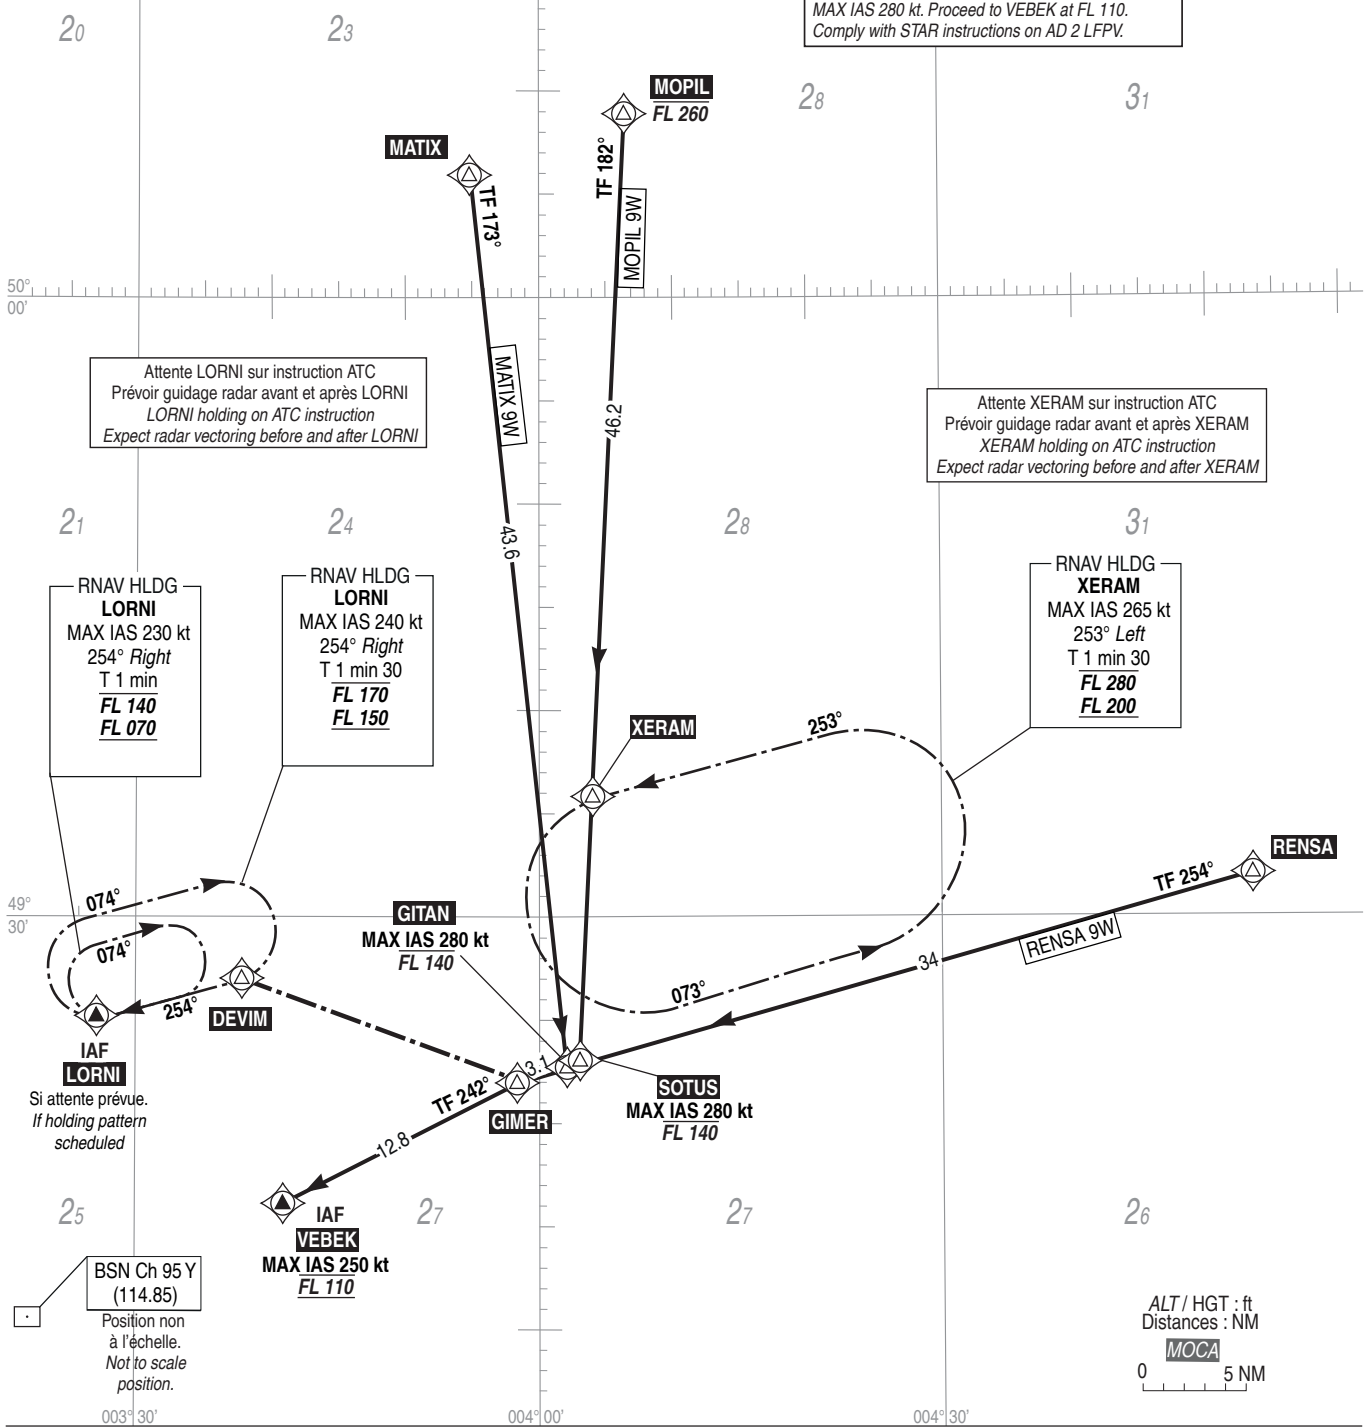 MAX IAS 280 kt. Proceed to VEBEK at FL 110.
Comply with STAR instructions on AD 2 LFPV.
20
23
28
31
MOPIL
FL 260
MATIX
TF 173°
TF 182°
MOPIL 9W
50°
00'
Attente LORNI sur instruction ATC
Prévoir guidage radar avant et après LORNI
LORNI holding on ATC instruction
Expect radar vectoring before and after LORNI
MATIX 9W
46.2
Attente XERAM sur instruction ATC
Prévoir guidage radar avant et après XERAM
XERAM holding on ATC instruction
Expect radar vectoring before and after XERAM
21
24
43.6
28
31
RNAV HLDG
LORNI
MAX IAS 230 kt
254° Right
T 1 min
FL 140
FL 070
RNAV HLDG
LORNI
MAX IAS 240 kt
254° Right
T 1 min 30
FL 170
FL 150
RNAV HLDG
XERAM
MAX IAS 265 kt
253° Left
T 1 min 30
FL 280
FL 200
XERAM
253°
RENSA
TF 254°
RENSA 9W
34
49°
30'
074°
074°
GITAN
MAX IAS 280 kt
FL 140
073°
254°
DEVIM
IAF
LORNI
Si attente prévue.
If holding pattern
scheduled
3.1
TF 242°
GIMER
SOTUS
MAX IAS 280 kt
FL 140
12.8
25
27
27
26
IAF
VEBEK
MAX IAS 250 kt
FL 110
BSN Ch 95 Y
(114.85)
Position non
à l'échelle.
Not to scale
position.
ALT / HGT : ft
Distances : NM
MOCA
0
5 NM
003° 30'
004° 00'
004° 30'